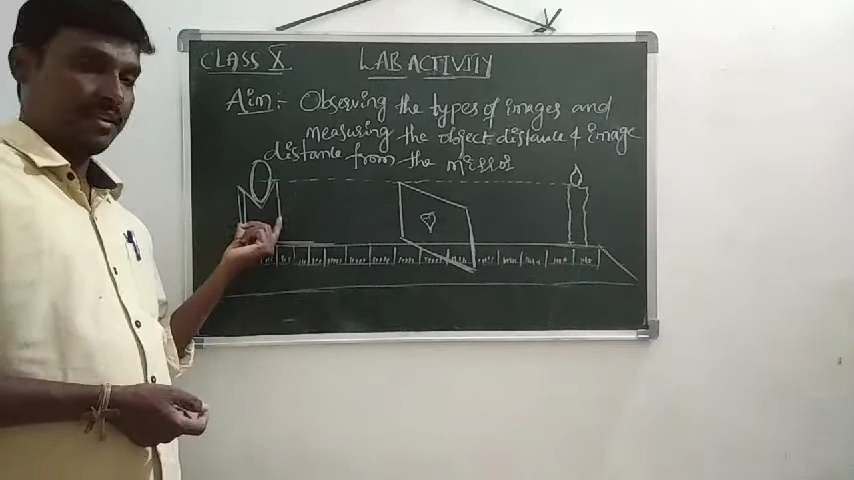 CLASS X
LAB ACTIVITY
Aim :- Observing the types of images and
measuring the object distance & image
distance from the mirror